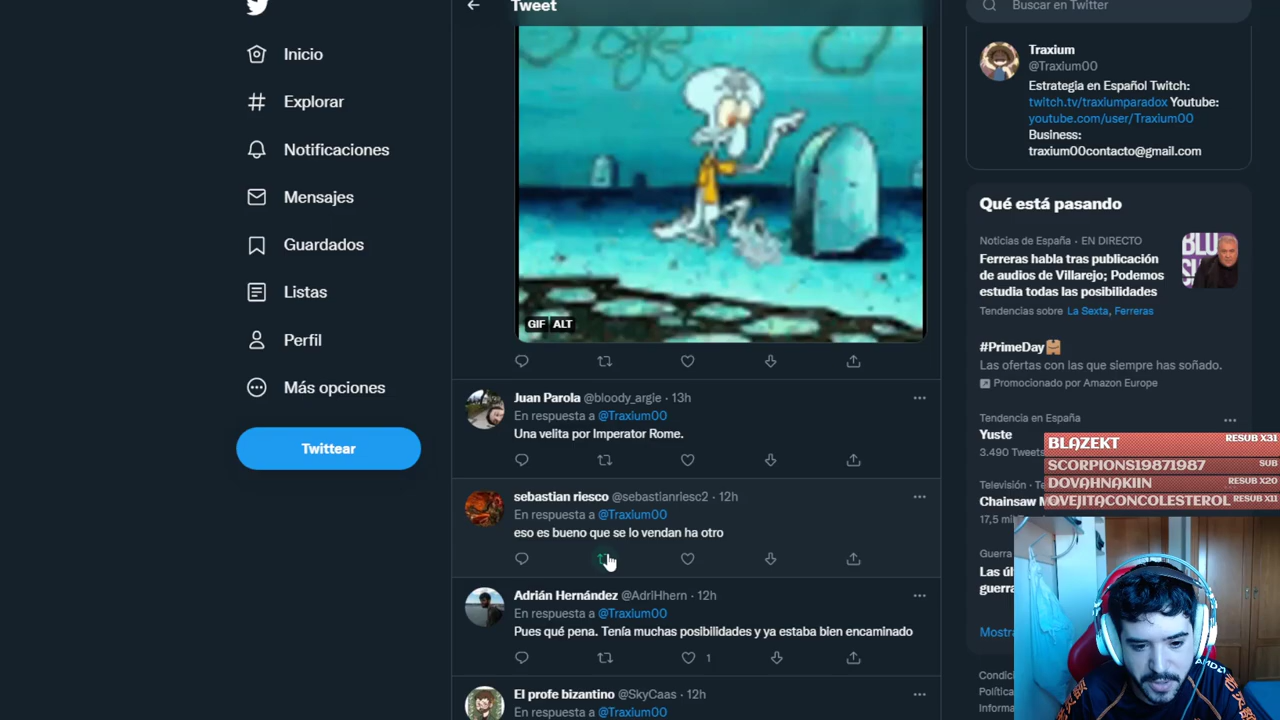 Inicio
Explorar
Notificaciones
Mensajes
Guardados
Listas
Perfil
Más opciones
Twittear
Tweet
GIF ALT
Juan Parola @bloody_argie · 13h
En respuesta a @Traxium00
Una velita por Imperator Rome.
sebastian riesco @sebastianriesc2 · 12h
En respuesta a @Traxium00
eso es bueno que se lo vendan ha otro
Adrián Hernández @AdriHhern · 12h
En respuesta a @Traxium00
Pues qué pena. Tenía muchas posibilidades y ya estaba bien encaminado
1
El profe bizantino @SkyCaas · 12h
En respuesta a @Traxium00
Buscar en Twitter
Traxium
@Traxium00
Estrategia en Español Twitch:
twitch.tv/traxiumparadox Youtube:
youtube.com/user/Traxium00
Business:
traxium00contacto@gmail.com
Qué está pasando
Noticias de España · EN DIRECTO
Ferreras habla tras publicación
de audios de Villarejo; Podemos
estudia todas las posibilidades
Tendencias sobre La Sexta, Ferreras
#PrimeDay
Las ofertas con las que siempre has soñado.
Promocionado por Amazon Europe
Tendencia en España
Yuste
3.490 Tweets
BLAZEKT RESUB X31
SCORPIONS19871987 SUB
DOVAHNAKIIN RESUB X20
OVEJITACONCOLESTEROL RESUB X11
Televisión
Chainsaw
17,5 mi
Guerra
Las
guerra
AMD